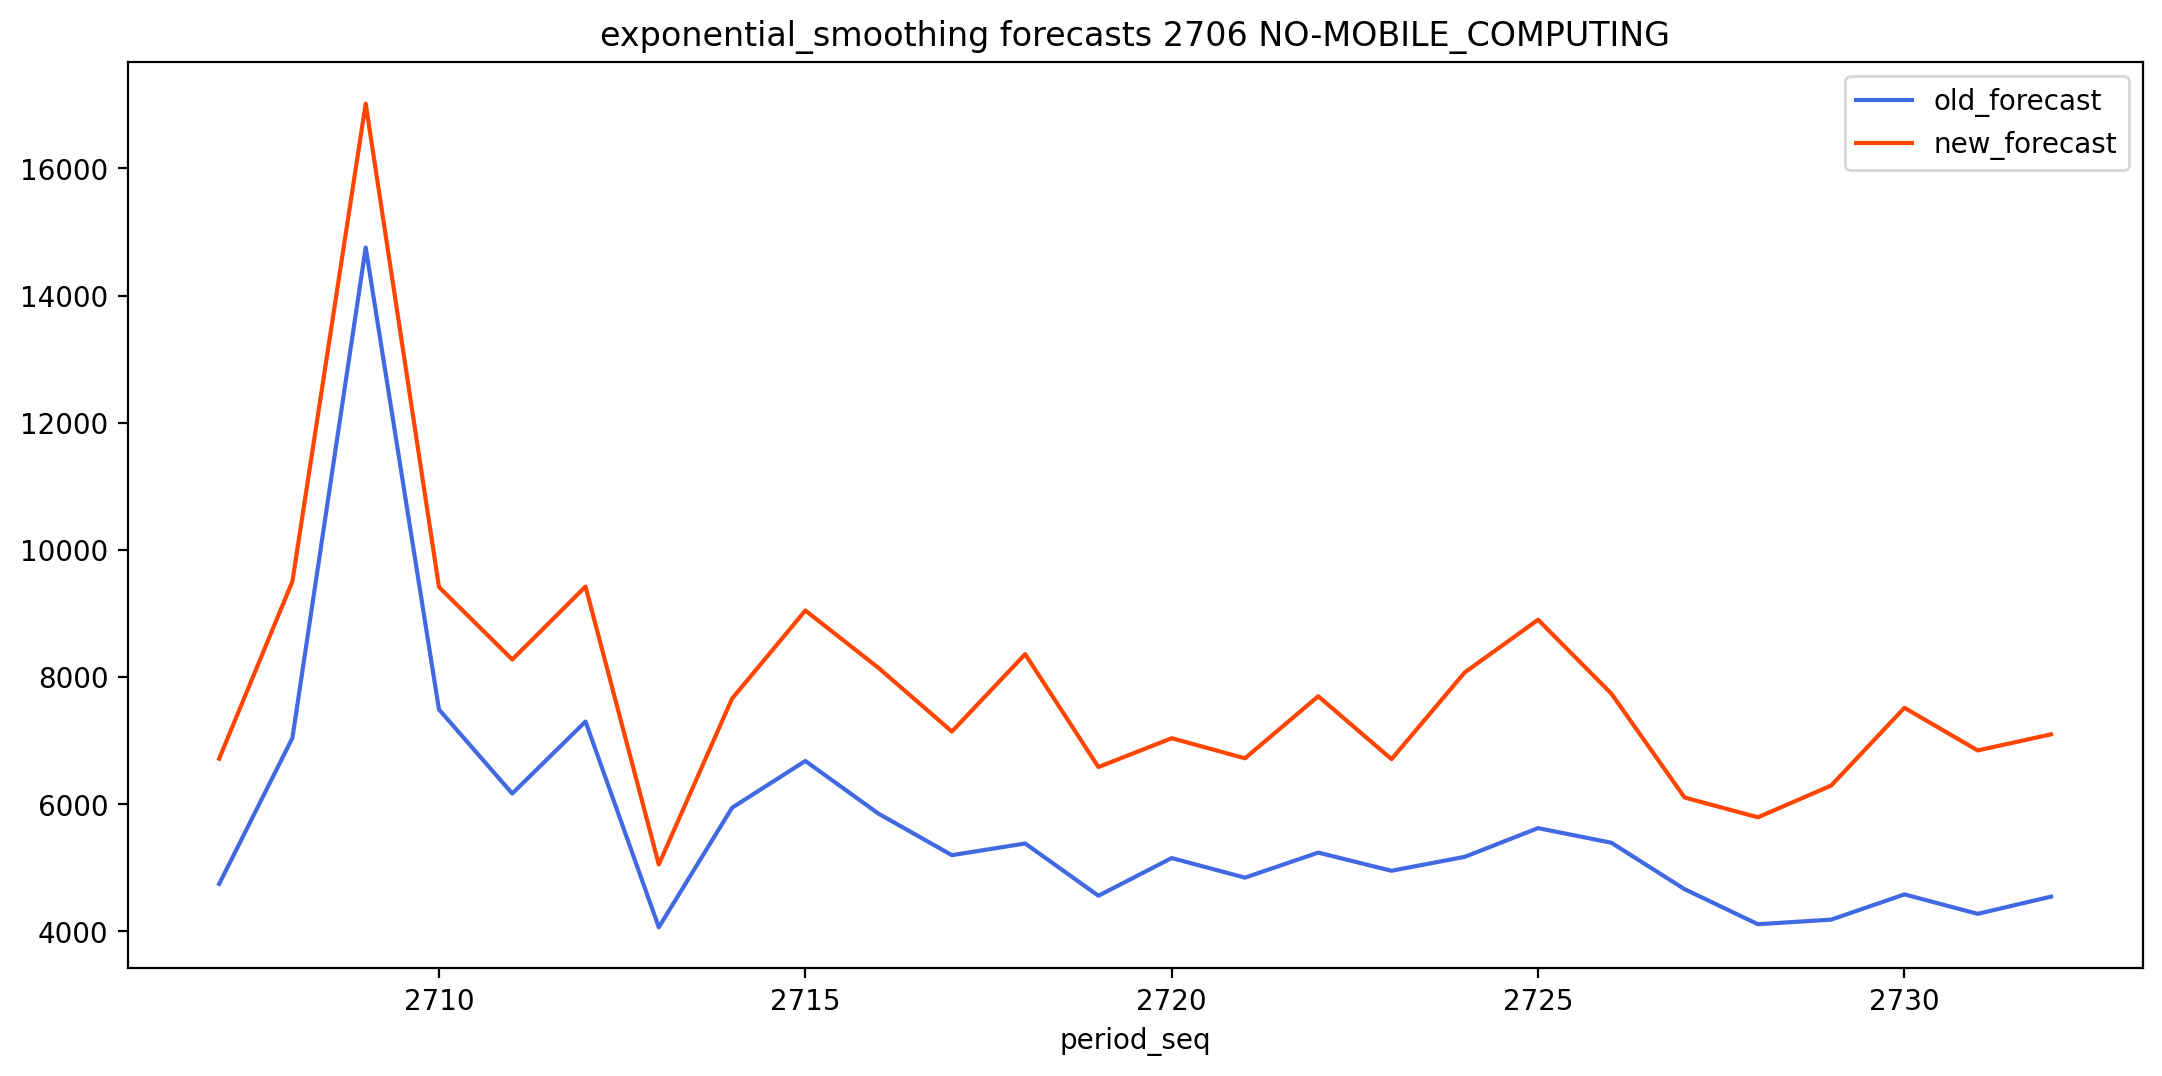 exponential_smoothing forecasts 2706 NO-MOBILE_COMPUTING
old_forecast
new_forecast
16000
14000
12000
10000
8000
6000
4000
2710 2715 2720 2725 2730
period_seq